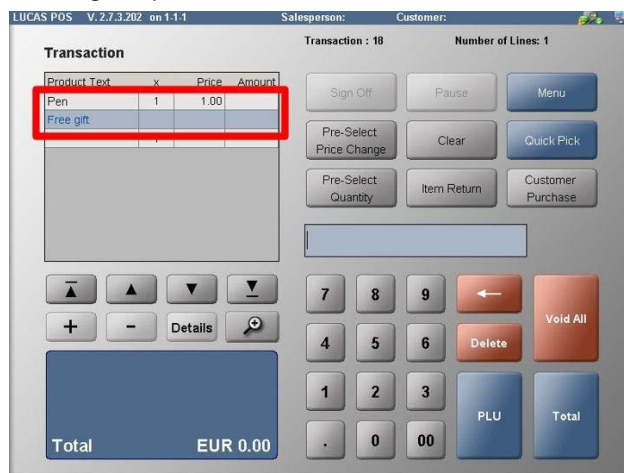 LUCAS POS V. 2.7.3.202 on 1-1-1 Salesperson: Customer:
Transaction : 18 Number of Lines: 1
Transaction
Product Text x Price Amount
Pen 1 1.00
Free gift
Sign Off Pause Menu
Pre-Select
Price Change
Clear Quick Pick
Pre-Select
Quantity
Item Return
Customer
Purchase
7 8 9
Void All
+ - Details
4 5 6 Delete
1 2 3
PLU Total
. 0 00
Total EUR 0.00